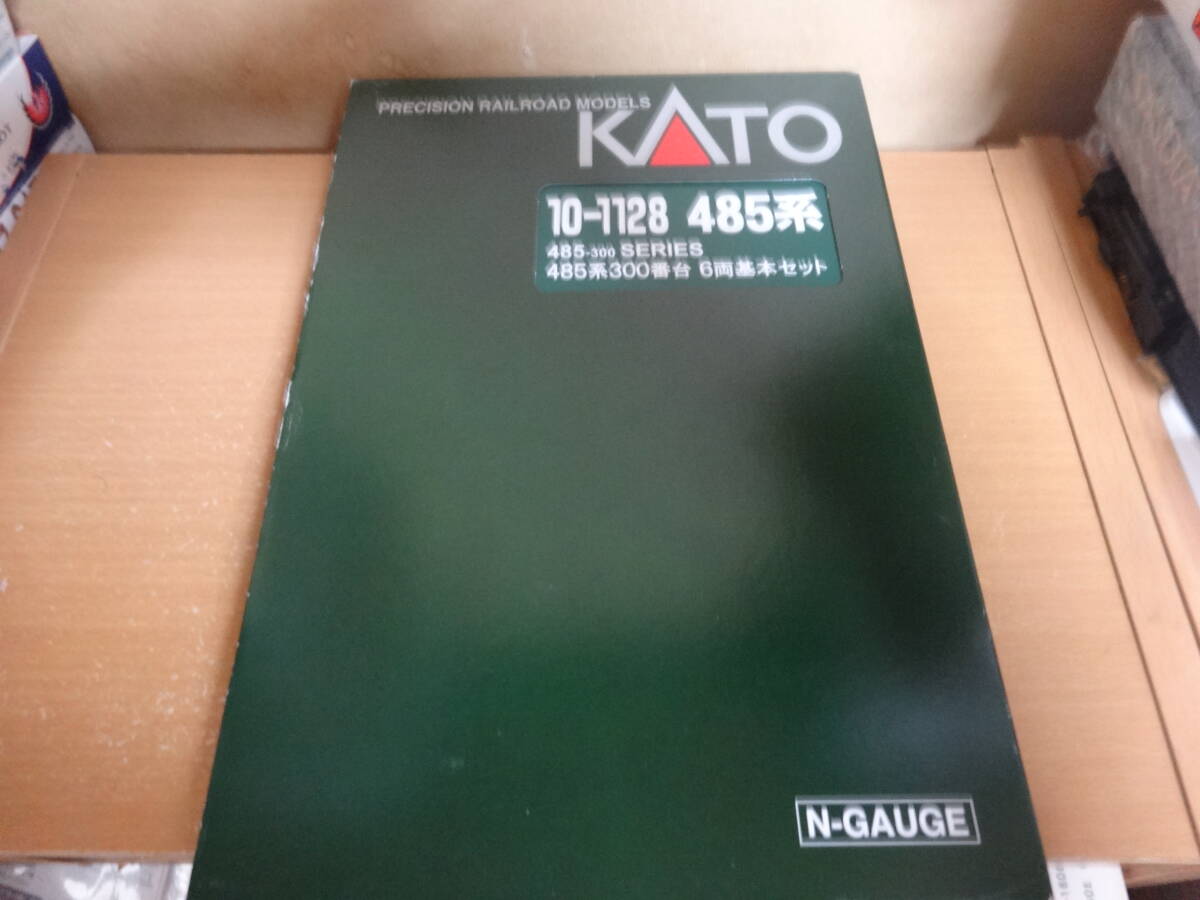 PRECISION RAILROAD MODELS
KATO
10-1128 485系
485-300 SERIES
485系300番台 6両基本セット
N-GAUGE